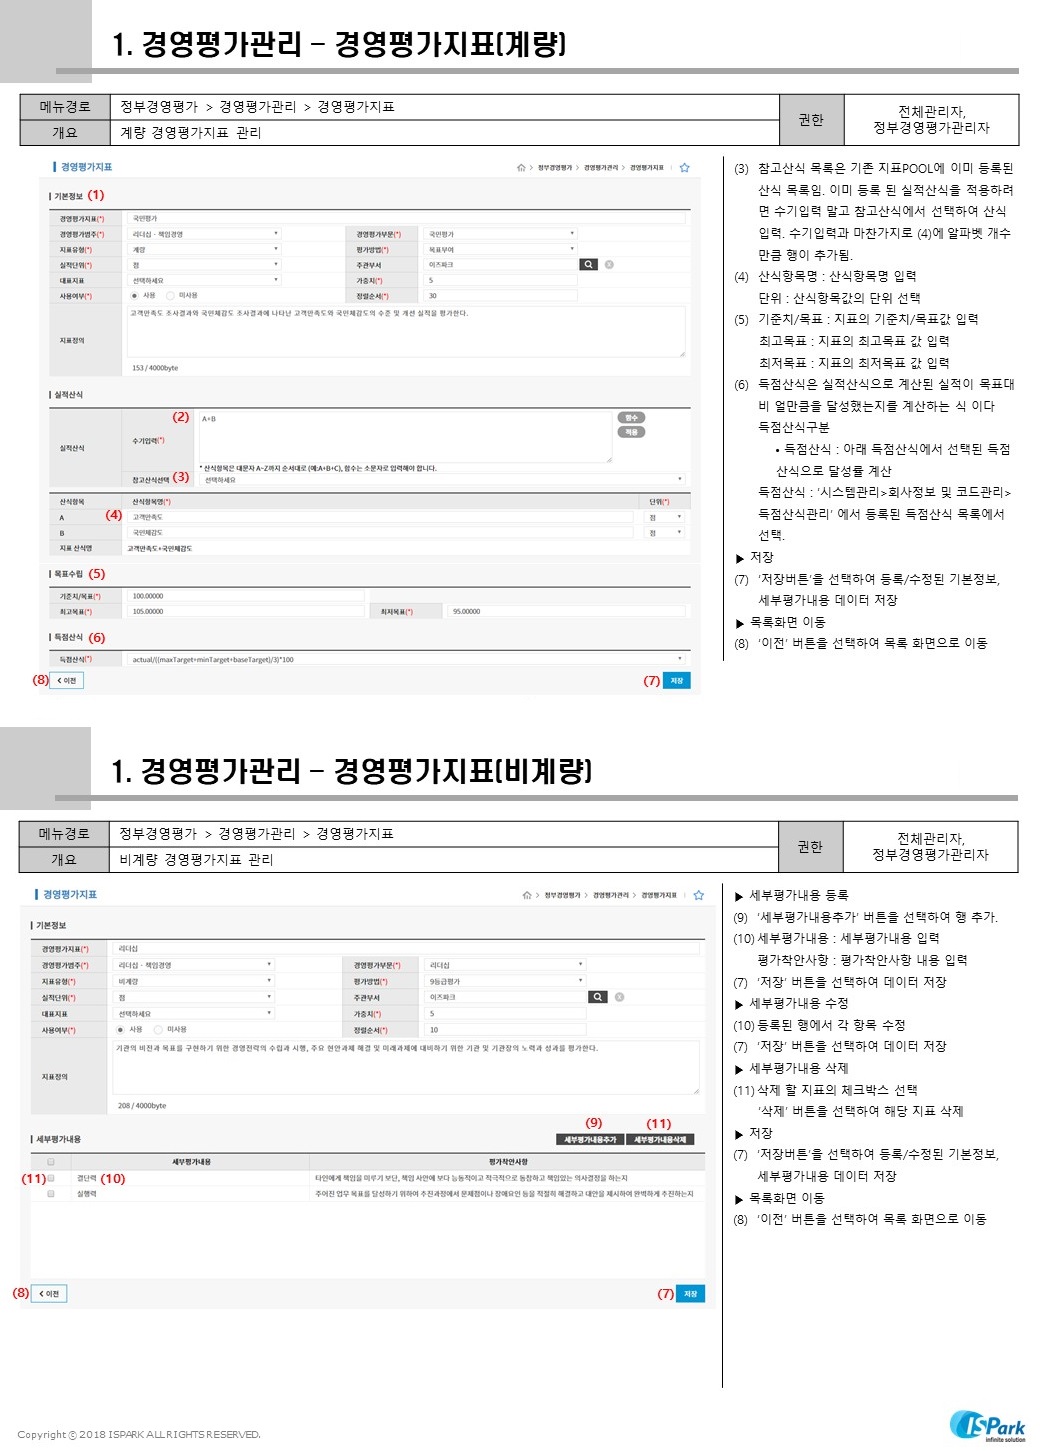 1. 경영평가관리 – 경영평가지표(계량)
메뉴경로 정부경영평가 > 경영평가관리 > 경영평가지표 권한 전체관리자,
정부경영평가관리자
개요 계량 경영평가지표 관리
경영평가지표
정부경영평가 > 경영평가관리 > 경영평가지표
기본정보 (1)
경영평가지표(*) 국민평가
경영평가범주(*) 리더십 · 책임경영 경영평가부문(*) 국민평가
지표유형(*) 계량 평가방법(*) 목표부여
실적단위(*) 점 주관부서 이즈파크
대표지표 선택하세요 가중치(*) 5
사용여부(*) 사용 미사용 정렬순서(*) 30
지표정의 고객만족도 조사결과와 국민체감도 조사결과에 나타난 고객만족도와 국민체감도의 수준 및 개선 실적을 평가한다.
153 / 4000byte
실적산식
실적산식 수기입력(*) (2) A+B 함수
적용
* 산식항목은 대문자 A~Z까지 순서대로 (예:A+B+C), 함수는 소문자로 입력해야 합니다.
참고산식선택 (3) 선택하세요
산식항목 산식항목명(*) 단위(*)
A (4) 고객만족도 점
B 국민체감도 점
지표 산식명 고객만족도+국민체감도
목표수립 (5)
기준치/목표(*) 100.00000
최고목표(*) 105.00000 최저목표(*) 95.00000
득점산식 (6)
득점산식(*) actual/((maxTarget+minTarget+baseTarget)/3)*100
(8) < 이전 (7) 저장
(3) 참고산식 목록은 기존 지표POOL에 이미 등록된
산식 목록임. 이미 등록 된 실적산식을 적용하려
면 수기입력 말고 참고산식에서 선택하여 산식
입력. 수기입력과 마찬가지로 (4)에 알파벳 개수
만큼 행이 추가됨.
(4) 산식항목명 : 산식항목명 입력
단위 : 산식항목값의 단위 선택
(5) 기준치/목표 : 지표의 기준치/목표값 입력
최고목표 : 지표의 최고목표 값 입력
최저목표 : 지표의 최저목표 값 입력
(6) 득점산식은 실적산식으로 계산된 실적이 목표대
비 얼만큼을 달성했는지를 계산하는 식 이다
득점산식구분
• 득점산식 : 아래 득점산식에서 선택된 득점
산식으로 달성률 계산
득점산식 : '시스템관리>회사정보 및 코드관리>
득점산식관리' 에서 등록된 득점산식 목록에서
선택.
▶ 저장
(7) '저장버튼'을 선택하여 등록/수정된 기본정보,
세부평가내용 데이터 저장
▶ 목록화면 이동
(8) '이전' 버튼을 선택하여 목록 화면으로 이동
1. 경영평가관리 – 경영평가지표(비계량)
메뉴경로 정부경영평가 > 경영평가관리 > 경영평가지표 권한 전체관리자,
정부경영평가관리자
개요 비계량 경영평가지표 관리
경영평가지표
정부경영평가 > 경영평가관리 > 경영평가지표
기본정보
경영평가지표(*) 리더십
경영평가범주(*) 리더십 · 책임경영 경영평가부문(*) 리더십
지표유형(*) 비계량 평가방법(*) 9등급평가
실적단위(*) 점 주관부서 이즈파크
대표지표 선택하세요 가중치(*) 5
사용여부(*) 사용 미사용 정렬순서(*) 10
지표정의 기관의 비전과 목표를 구현하기 위한 경영전략의 수립과 시행, 주요 현안과제 해결 및 미래과제에 대비하기 위한 기관 및 기관장의 노력과 성과를 평가한다.
208 / 4000byte
(9) (11)
세부평가내용 세부평가내용추가 세부평가내용삭제
세부평가내용 평가착안사항
(11) 결단력 (10) 타인에게 책임을 미루기 보단, 책임 사안에 보다 능동적이고 적극적으로 동참하고 책임있는 의사결정을 하는지
실행력 주어진 업무 목표를 달성하기 위하여 추진과정에서 문제점이나 장애요인 등을 적절히 해결하고 대안을 제시하여 완벽하게 추진하는지
(8) < 이전 (7) 저장
▶ 세부평가내용 등록
(9) '세부평가내용추가' 버튼을 선택하여 행 추가.
(10) 세부평가내용 : 세부평가내용 입력
평가착안사항 : 평가착안사항 내용 입력
(7) '저장' 버튼을 선택하여 데이터 저장
▶ 세부평가내용 수정
(10) 등록된 행에서 각 항목 수정
(7) '저장' 버튼을 선택하여 데이터 저장
▶ 세부평가내용 삭제
(11) 삭제 할 지표의 체크박스 선택
'삭제' 버튼을 선택하여 해당 지표 삭제
▶ 저장
(7) '저장버튼'을 선택하여 등록/수정된 기본정보,
세부평가내용 데이터 저장
▶ 목록화면 이동
(8) '이전' 버튼을 선택하여 목록 화면으로 이동
Copyright ⓒ 2018 ISPARK ALL RIGHTS RESERVED.
ISPark
infinite solution